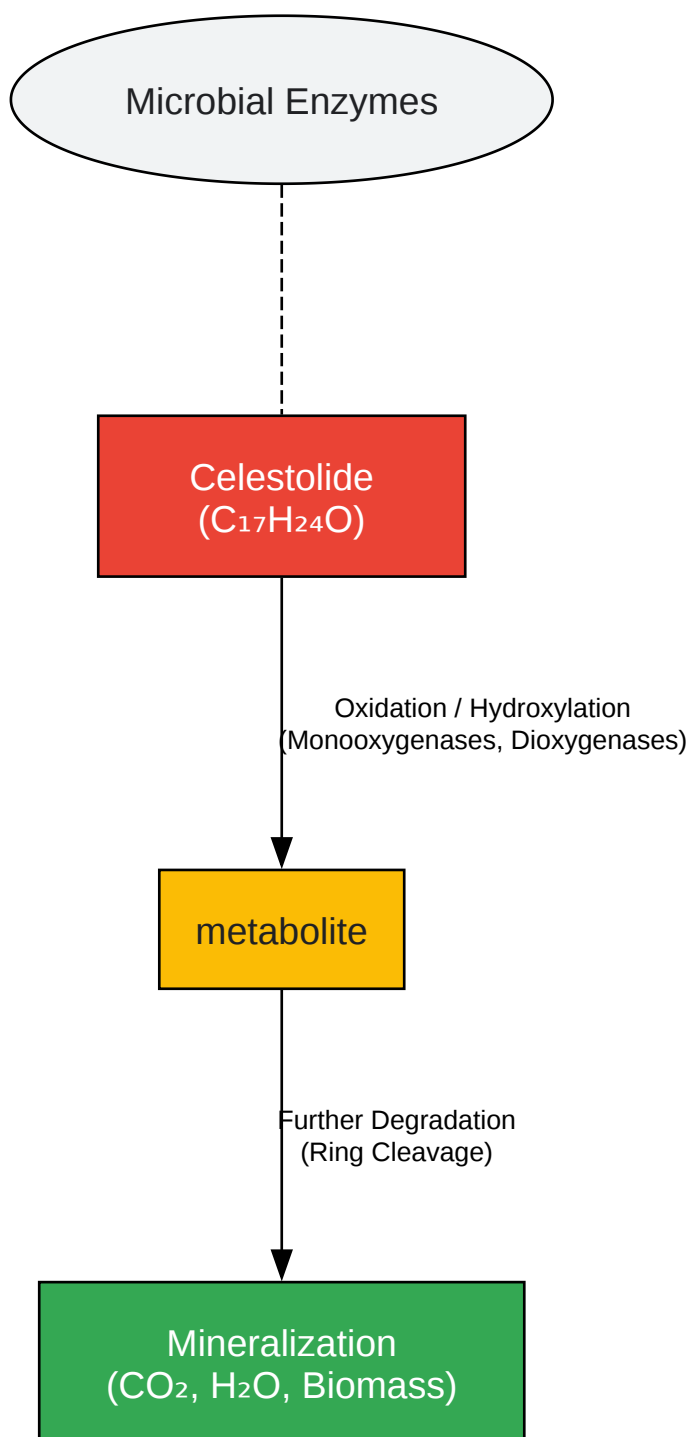 Microbial Enzymes
Celestolide
(C₁₇H₂₄O)
Oxidation / Hydroxylation
(Monooxygenases, Dioxygenases)
metabolite
Further Degradation
(Ring Cleavage)
Mineralization
(CO₂, H₂O, Biomass)